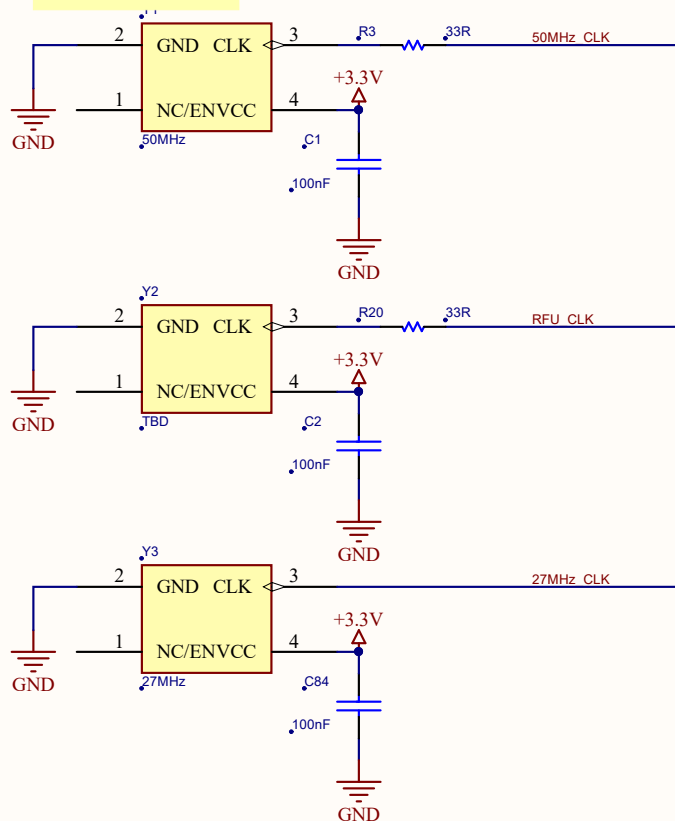 2 GND CLK 3 R3 33R 50MHz_CLK
+3.3V
1 NC/ENVCC 4
GND
50MHz C1
100nF
GND
Y2
2 GND CLK 3 R20 33R RFU_CLK
+3.3V
1 NC/ENVCC 4
GND
TBD C2
100nF
GND
Y3
2 GND CLK 3 27MHz_CLK
+3.3V
1 NC/ENVCC 4
GND
27MHz C84
100nF
GND